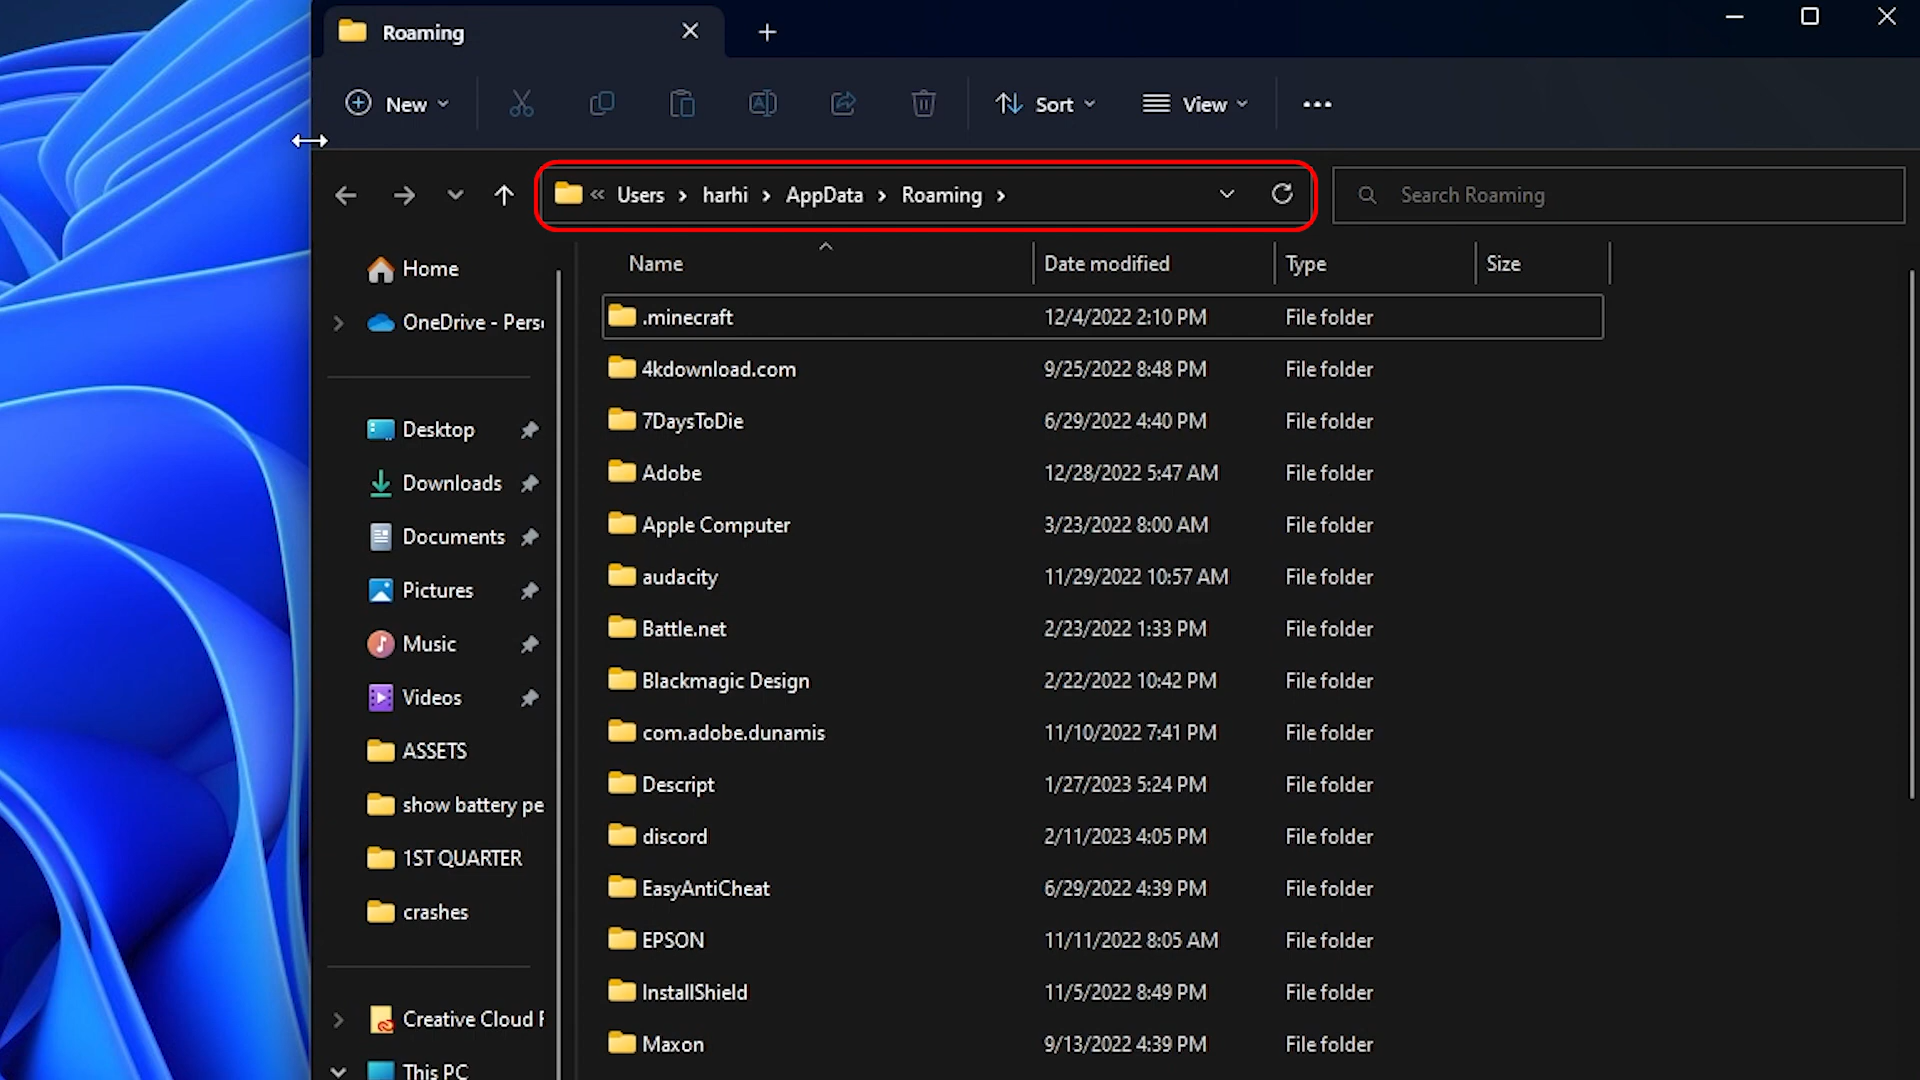 Roaming
New
Sort
View
Users
harhi
AppData
Roaming
Search Roaming
Name
Date modified
Type
Size
Home
OneDrive - Pers
Desktop
Downloads
Documents
Pictures
Music
Videos
ASSETS
show battery pe
1ST QUARTER
crashes
Creative Cloud F
This PC
.minecraft 12/4/2022 2:10 PM File folder
4kdownload.com 9/25/2022 8:48 PM File folder
7DaysToDie 6/29/2022 4:40 PM File folder
Adobe 12/28/2022 5:47 AM File folder
Apple Computer 3/23/2022 8:00 AM File folder
audacity 11/29/2022 10:57 AM File folder
Battle.net 2/23/2022 1:33 PM File folder
Blackmagic Design 2/22/2022 10:42 PM File folder
com.adobe.dunamis 11/10/2022 7:41 PM File folder
Descript 1/27/2023 5:24 PM File folder
discord 2/11/2023 4:05 PM File folder
EasyAntiCheat 6/29/2022 4:39 PM File folder
EPSON 11/11/2022 8:05 AM File folder
InstallShield 11/5/2022 8:49 PM File folder
Maxon 9/13/2022 4:39 PM File folder